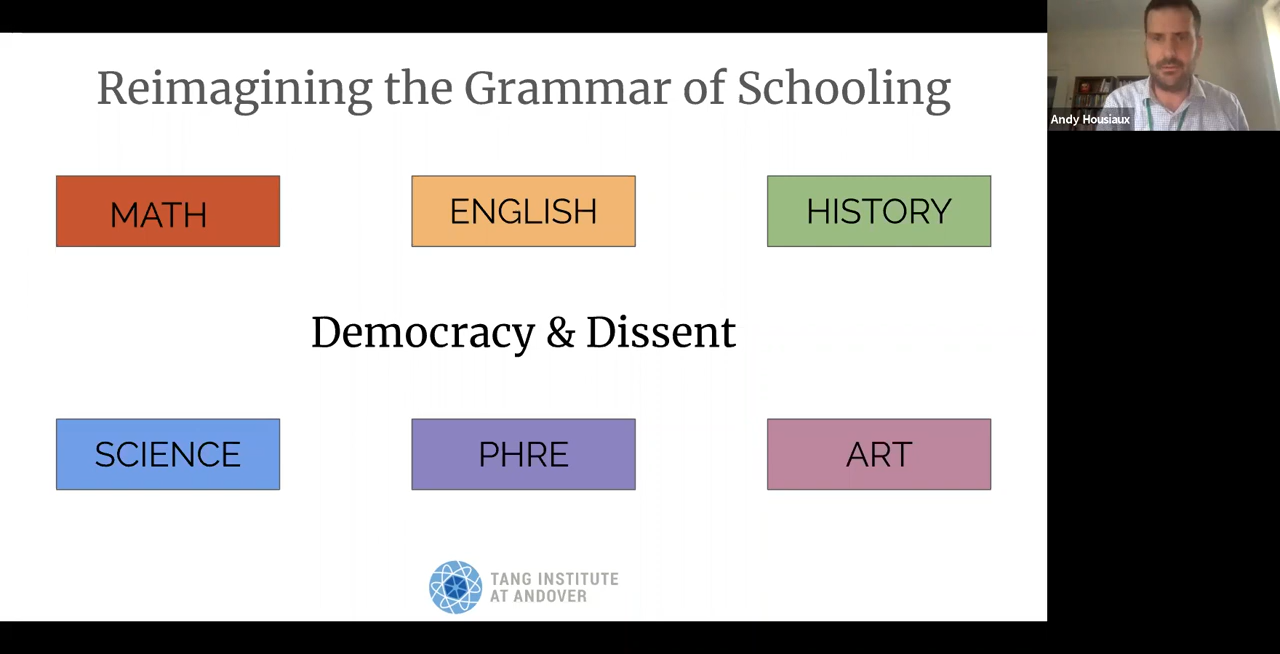 Reimagining the Grammar of Schooling
Andy Housiaux
MATH
ENGLISH
HISTORY
Democracy & Dissent
SCIENCE
PHRE
ART
TANG INSTITUTE
AT ANDOVER